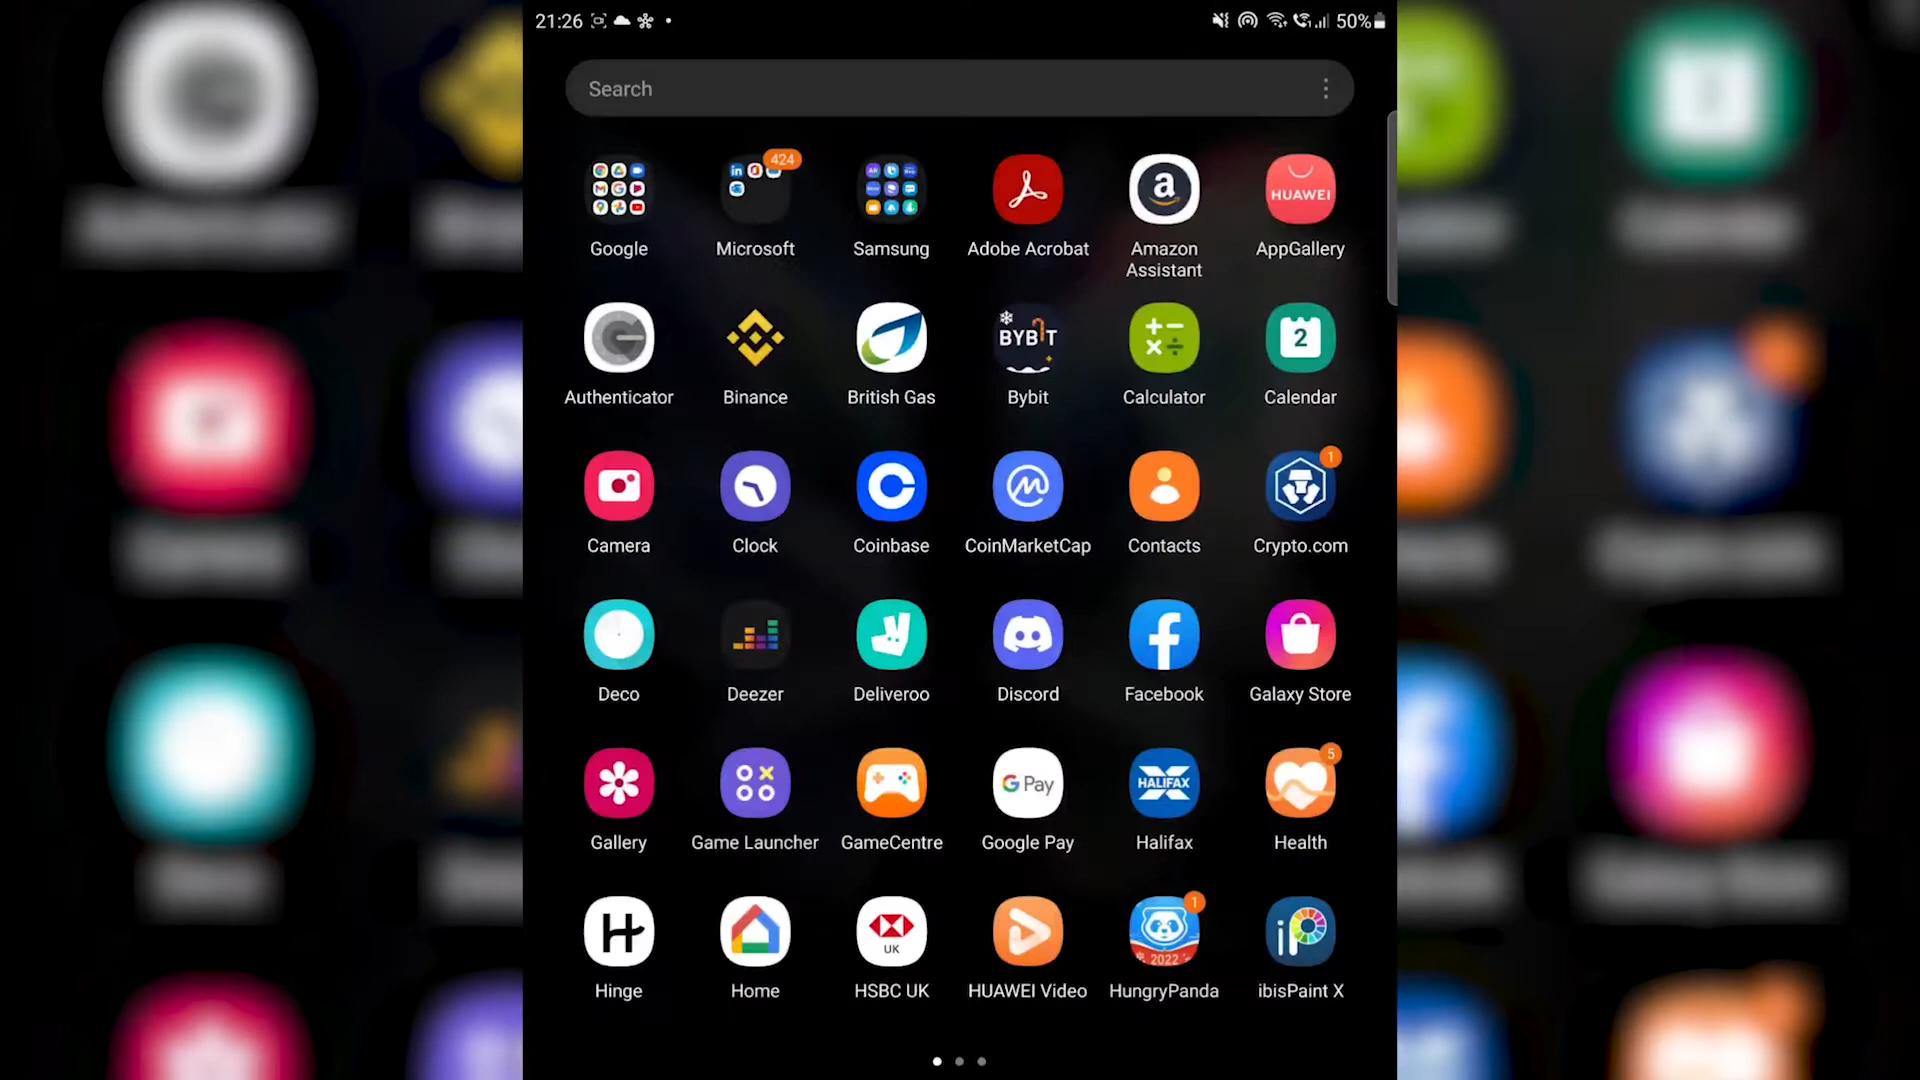 21:26
50%
Search
424
HUAWEI
Google
Microsoft
Samsung
Adobe Acrobat
Amazon
Assistant
AppGallery
BYBIT
2
Authenticator
Binance
British Gas
Bybit
Calculator
Calendar
1
Camera
Clock
Coinbase
CoinMarketCap
Contacts
Crypto.com
Deco
Deezer
Deliveroo
Discord
Facebook
Galaxy Store
G Pay
HALIFAX
5
Gallery
Game Launcher
GameCentre
Google Pay
Halifax
Health
H
UK
1
2022
iP
Hinge
Home
HSBC UK
HUAWEI Video
HungryPanda
ibisPaint X